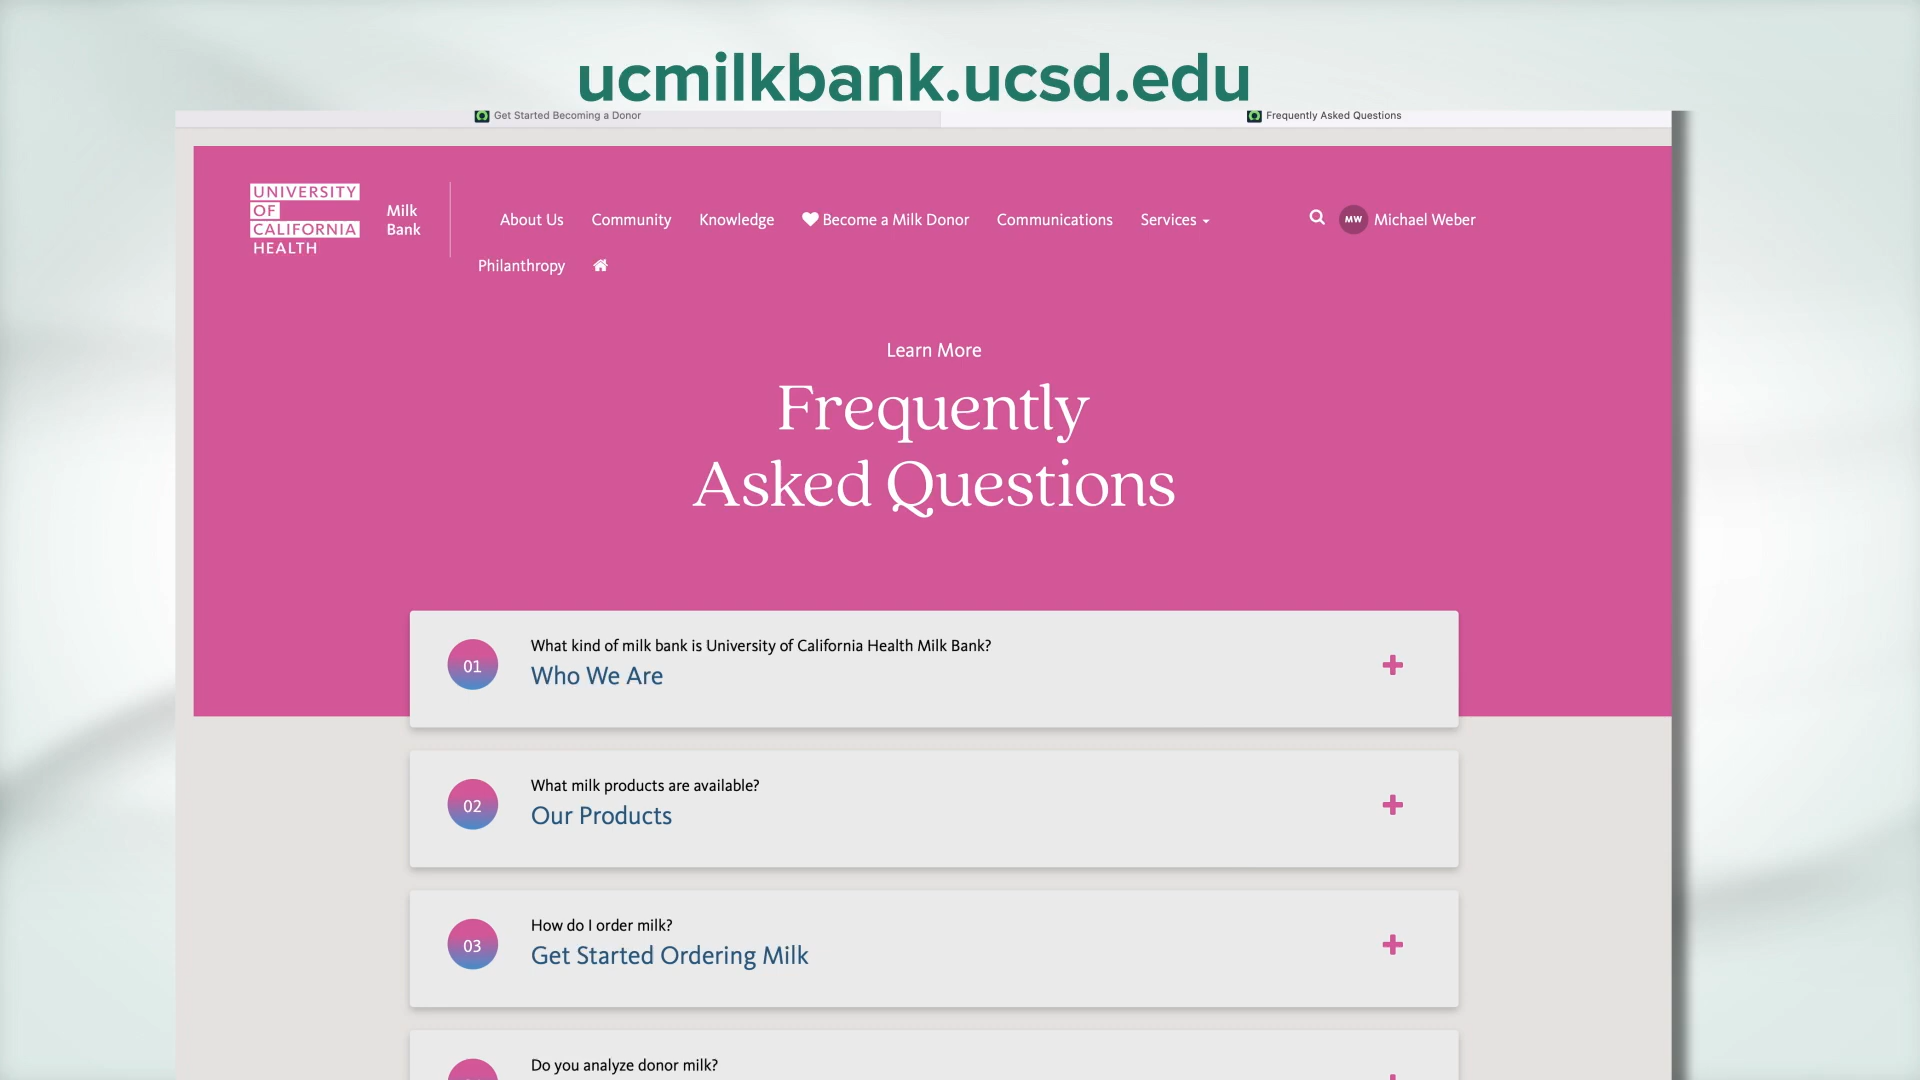 ucmilkbank.ucsd.edu
Get Started Becoming a Donor
Frequently Asked Questions
UNIVERSITY
OF
CALIFORNIA
HEALTH
Milk
Bank
About Us
Community
Knowledge
Become a Milk Donor
Communications
Services
MW
Michael Weber
Philanthropy
Learn More
Frequently
Asked Questions
01
What kind of milk bank is University of California Health Milk Bank?
Who We Are
02
What milk products are available?
Our Products
03
How do I order milk?
Get Started Ordering Milk
Do you analyze donor milk?